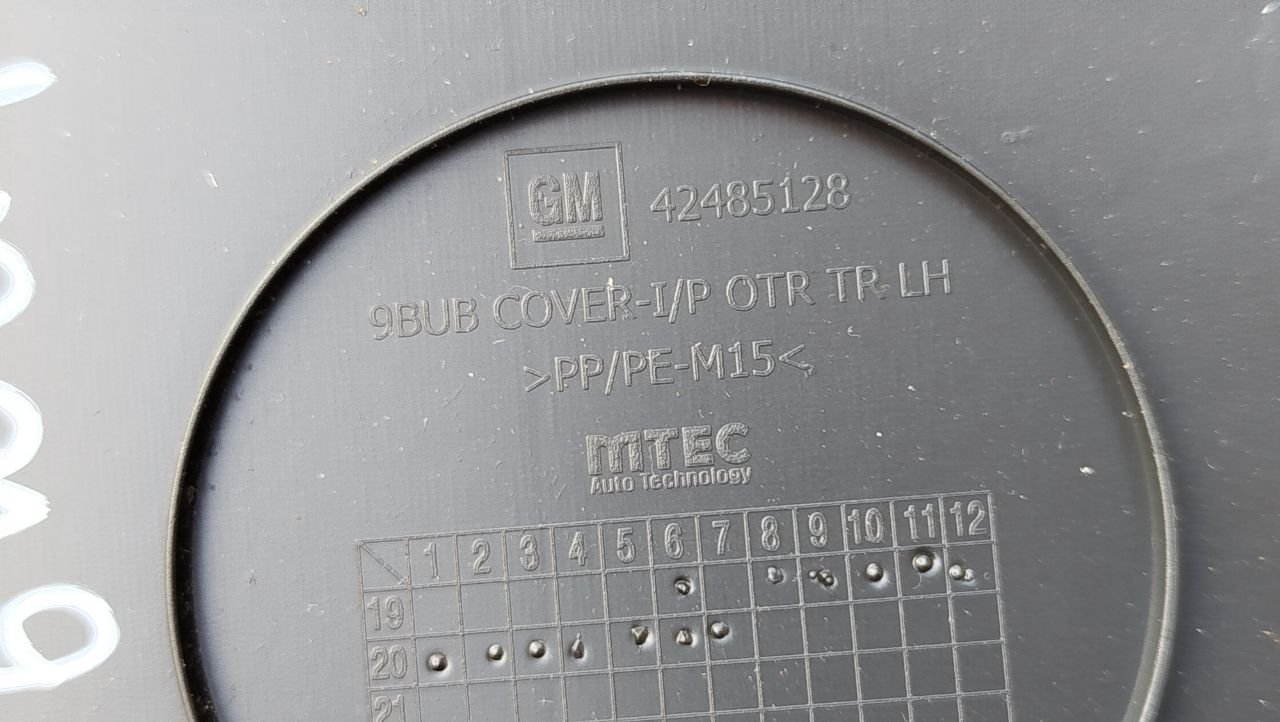 GM 42485128
9BUB COVER-I/P OTR TR LH
>PP/PE-M15<
mTEC
Auto Technology
1 2 3 4 5 6 7 8 9 10 11 12
19
20
21